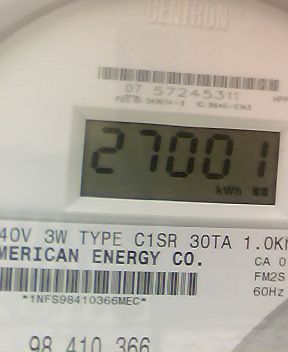 CENTRON
07 57245311
27001
kWh
40V 3W TYPE C1SR 30TA 1.0Kh
MERICAN ENERGY CO.
CA 0
FM2S
*1NFS98410366MEC*
60Hz
98 410 366